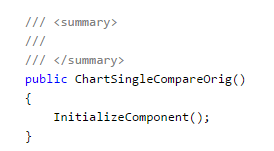 /// <summary>
///
/// </summary>
public ChartSingleCompareOrig()
{
InitializeComponent();
}